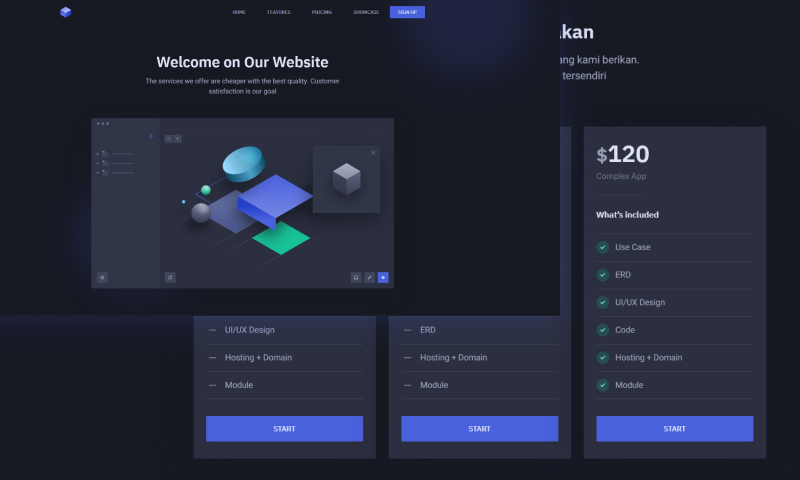 HOME FEATURES PRICING SHOWCASE SIGN UP
Welcome on Our Website
The services we offer are cheaper with the best quality. Customer
satisfaction is our goal
kan
ang kami berikan.
tersendiri
UI/UX Design
Hosting + Domain
Module
START
ERD
Hosting + Domain
Module
START
$120
Complex App
What's included
Use Case
ERD
UI/UX Design
Code
Hosting + Domain
Module
START